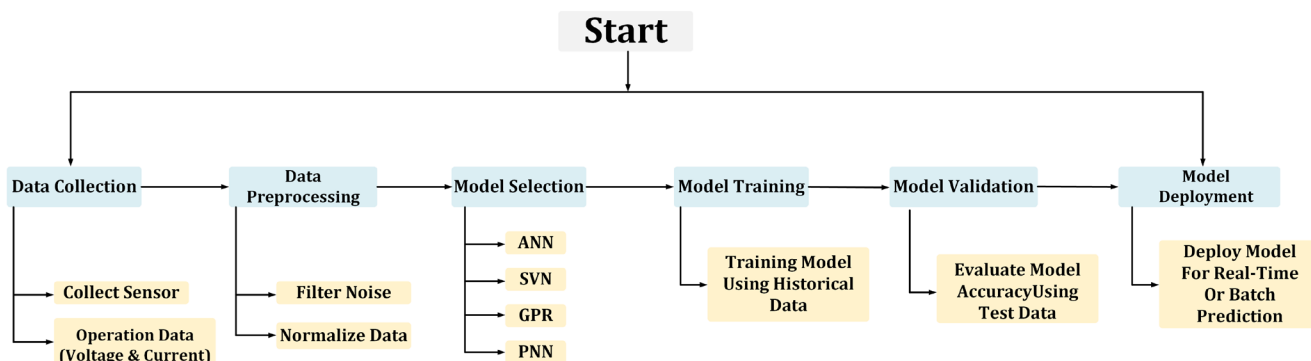 Start
Data Collection
Data
Preprocessing
Model Selection
Model Training
Model Validation
Model
Deployment
Collect Sensor
Operation Data
(Voltage & Current)
Filter Noise
Normalize Data
ANN
SVN
GPR
PNN
Training Model
Using Historical
Data
Evaluate Model
AccuracyUsing
Test Data
Deploy Model
For Real-Time
Or Batch
Prediction